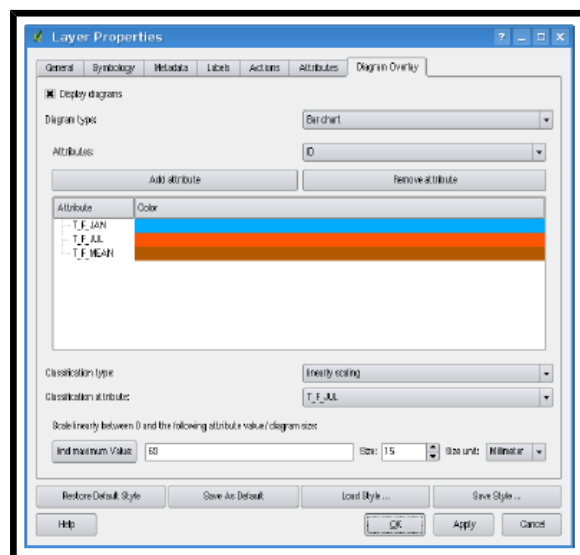 Layer Properties
General Symbology Metadata Labels Actions Attributes Diagram Overlay
Display diagrams
Diagram type: Bar chart
Attributes: ID
Add attribute Remove attribute
Attribute Color
T_F_JAN
T_F_JUL
T_F_MEAN
Classification type: linearly scaling
Classification attribute: T_F_JUL
Scale linearly between 0 and the following attribute value/ diagram size:
Find maximum Value: 69 Size: 15 Size unit: Milimeter
Restore Default Style Save As Default Load Style ... Save Style ...
Help OK Apply Cancel